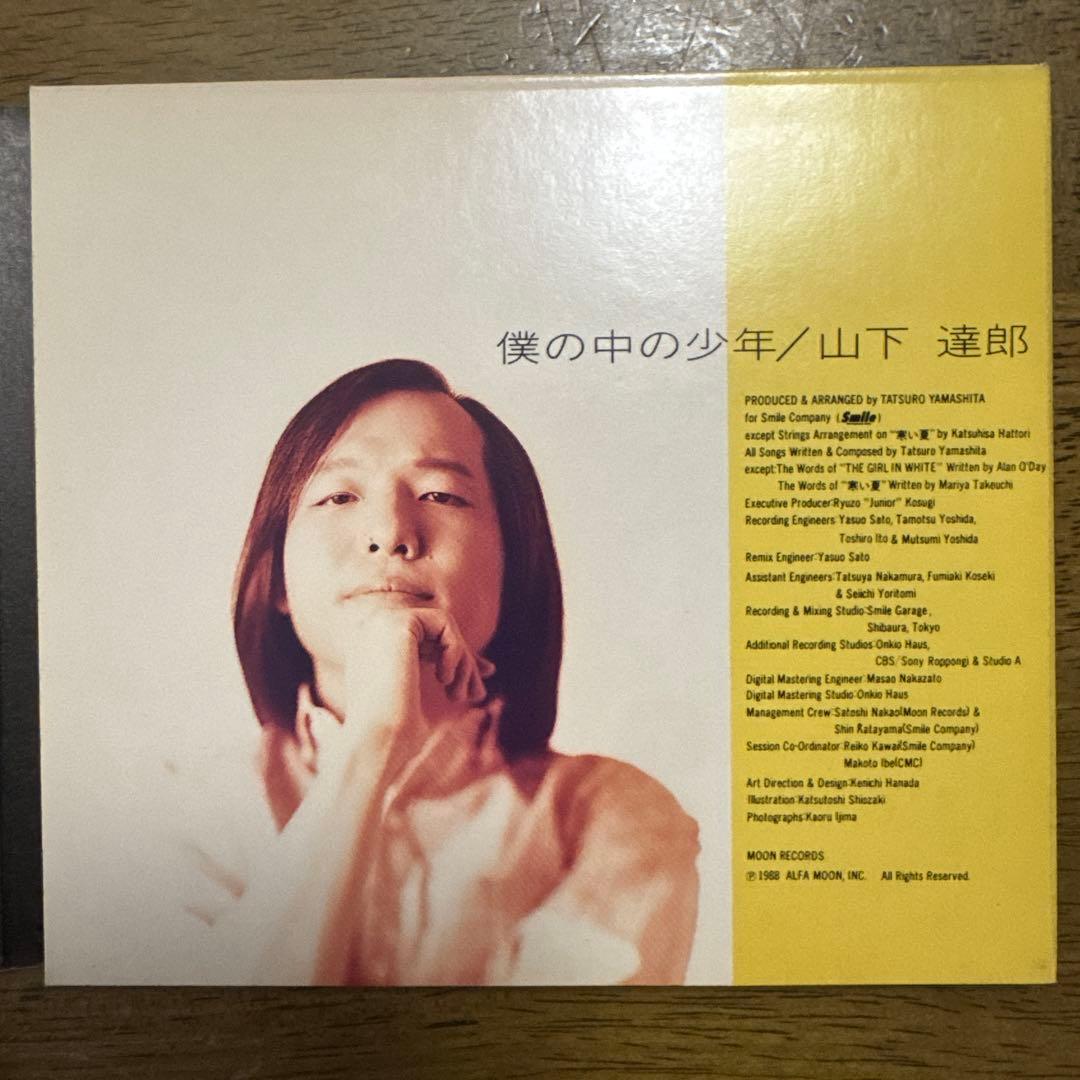 僕の中の少年／山下 達郎
PRODUCED & ARRANGED by TATSURO YAMASHITA
for Smile Company (Smile)
except Strings Arrangement on "寒い夏" by Katsuhisa Hattori
All Songs Written & Composed by Tatsuro Yamashita
except:The Words of "THE GIRL IN WHITE" Written by Alan O'Day
The Words of "寒い夏" Written by Mariya Takeuchi
Executive Producer:Ryuzo "Junior" Kosugi
Recording Engineers:Yasuo Sato, Tamotsu Yoshida,
Toshiro Ito & Mutsumi Yoshida
Remix Engineer:Yasuo Sato
Assistant Engineers:Tatsuya Nakamura, Fumiaki Koseki
& Seiichi Yoritomi
Recording & Mixing Studio:Smile Garage,
Shibaura, Tokyo
Additional Recording Studios:Onkio Haus,
CBS/Sony Roppongi & Studio A
Digital Mastering Engineer:Masao Nakazato
Digital Mastering Studio:Onkio Haus
Management Crew:Satoshi Nakao(Moon Records) &
Shin Katayama(Smile Company)
Session Co-Ordinator:Reiko Kawai(Smile Company)
Makoto Ibe(CMC)
Art Direction & Design:Kenichi Hanada
Illustration:Katsutoshi Shiozaki
Photographs:Kaoru Ijima
MOON RECORDS
℗1988 ALFA MOON, INC. All Rights Reserved.